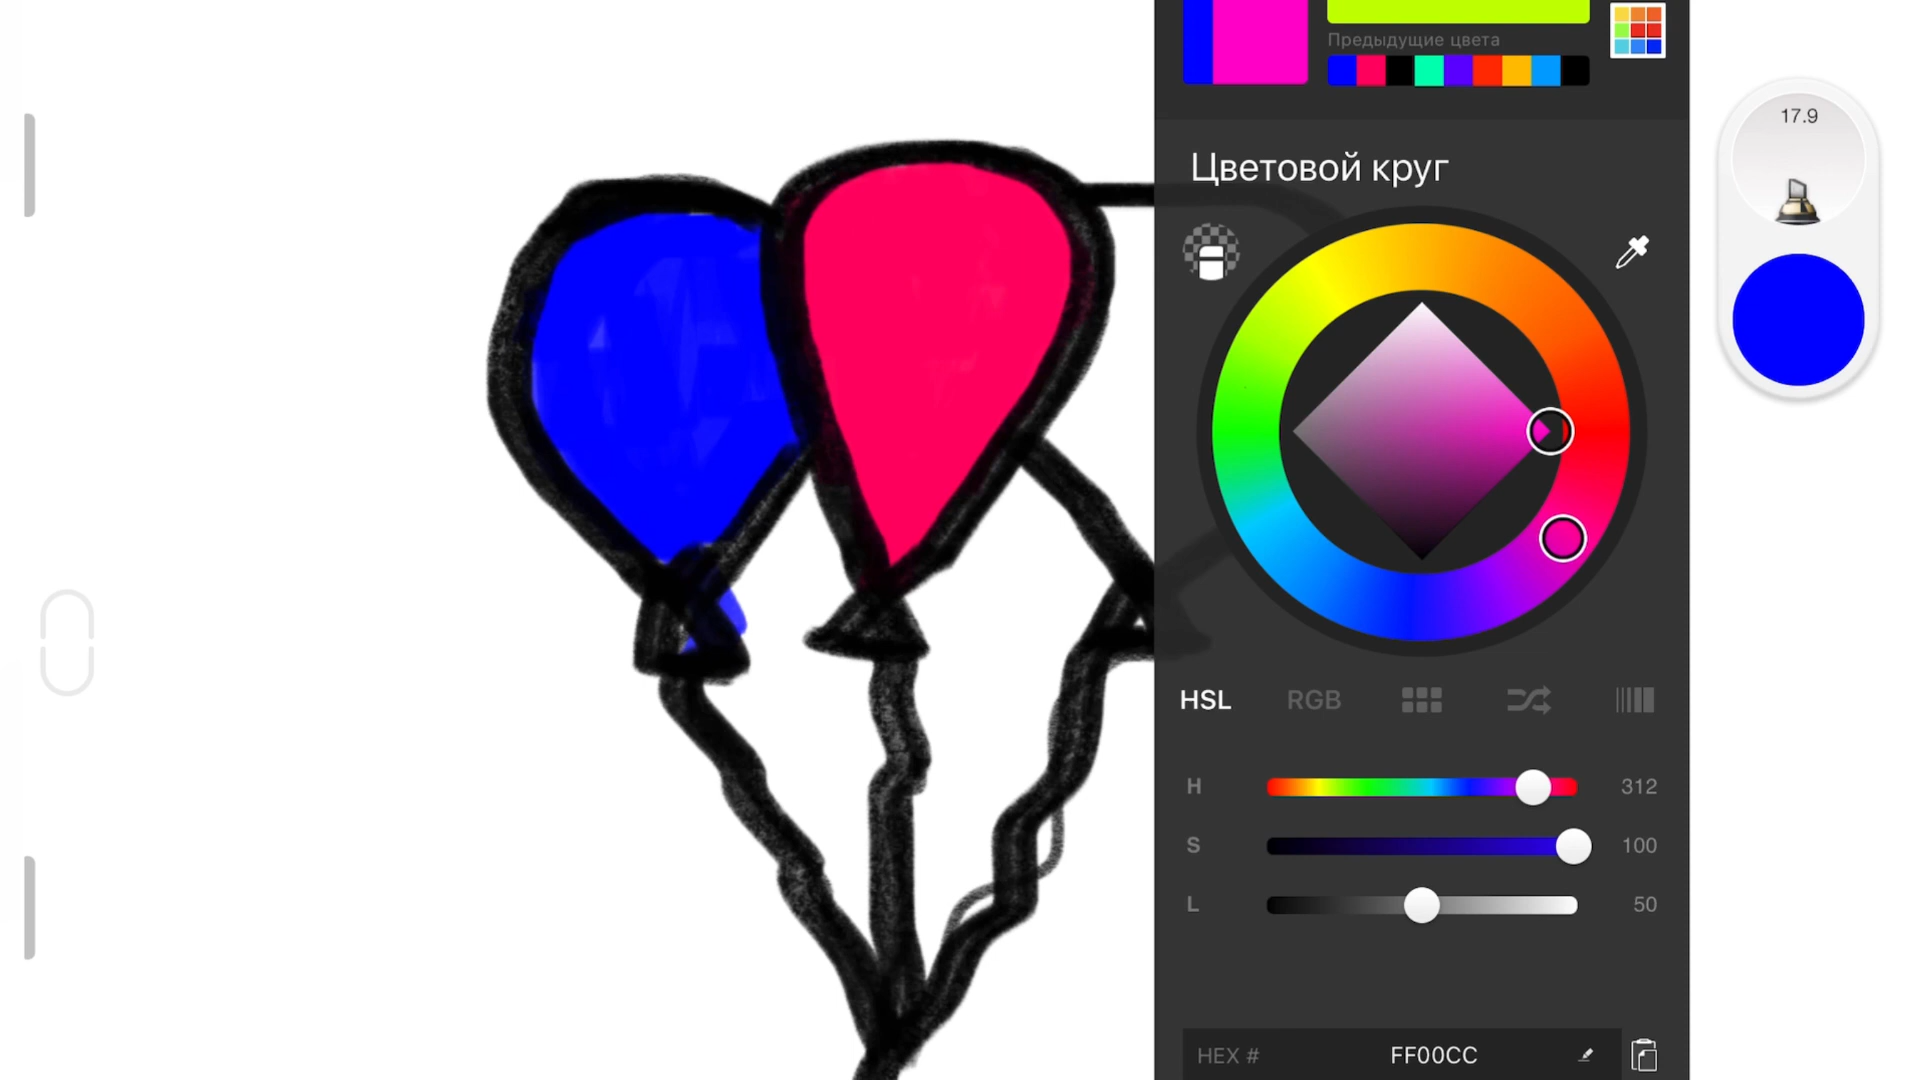 Предыдущие цвета
17.9
Цветовой круг
HSL RGB
H 312
S 100
L 50
HEX # FF00CC